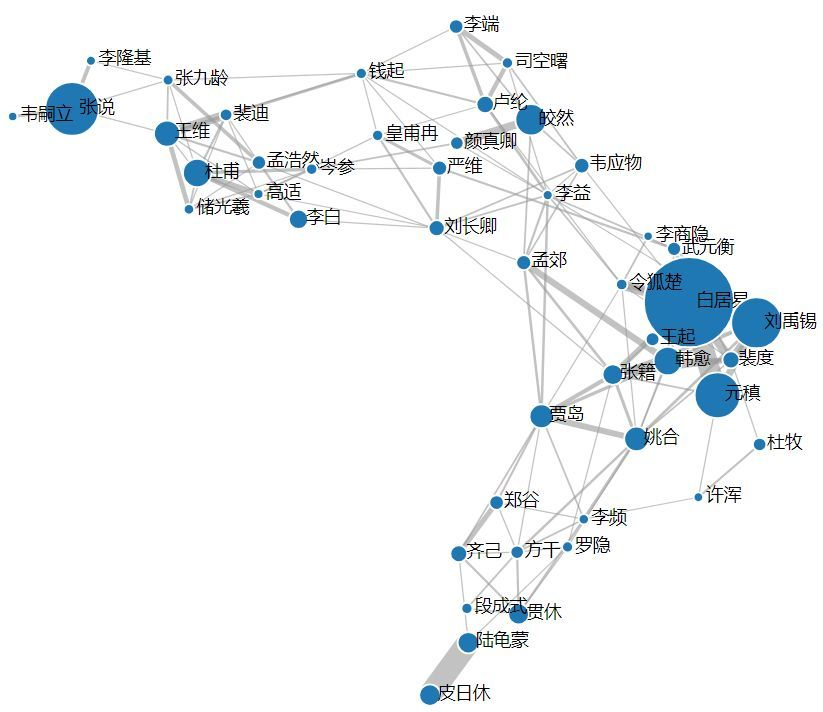 李端
李隆基
司空曙
钱起
张九龄
张说
卢纶
韦嗣立
裴迪
皎然
王维
皇甫冉
颜真卿
孟浩然
岑参
严维
韦应物
杜甫
高适
李益
储光羲
李白
刘长卿
李商隐
武元衡
孟郊
令狐楚
白居易
刘禹锡
王起
韩愈
裴度
张籍
元稹
贾岛
姚合
杜牧
许浑
郑谷
李频
齐己
方干
罗隐
段成式
贯休
陆龟蒙
皮日休